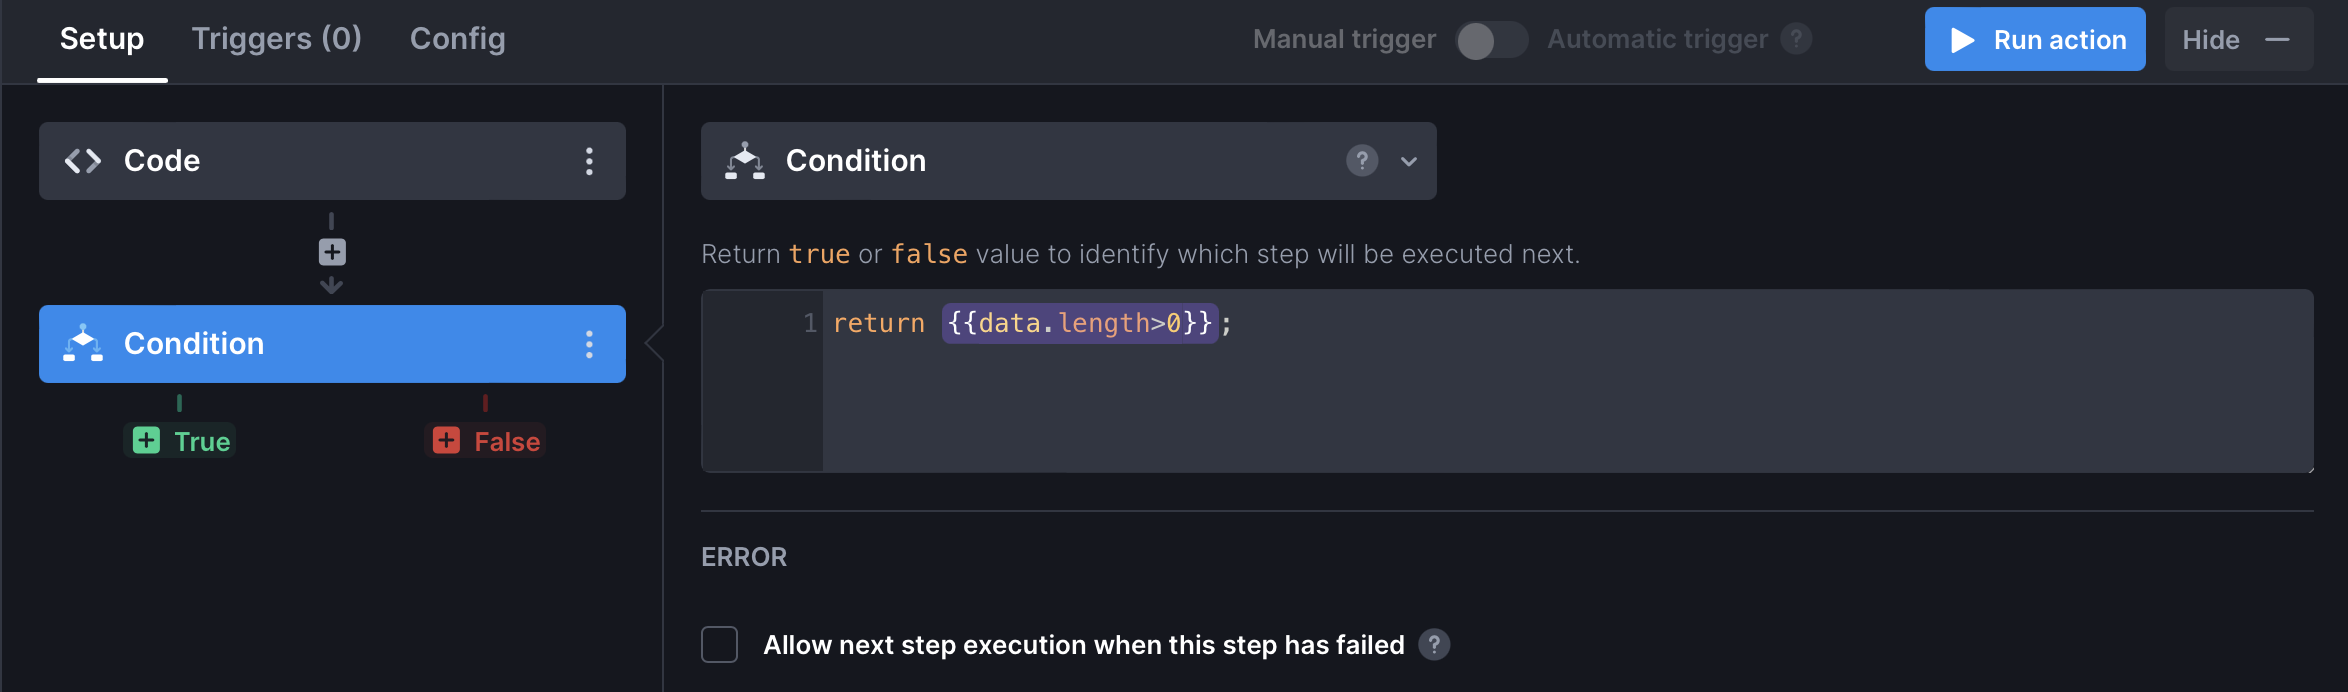 Setup Triggers (0) Config Manual trigger Automatic trigger ? Run action Hide
Code
Condition
True False
Condition ?
Return true or false value to identify which step will be executed next.
1 return {{data.length>0}};
ERROR
Allow next step execution when this step has failed ?